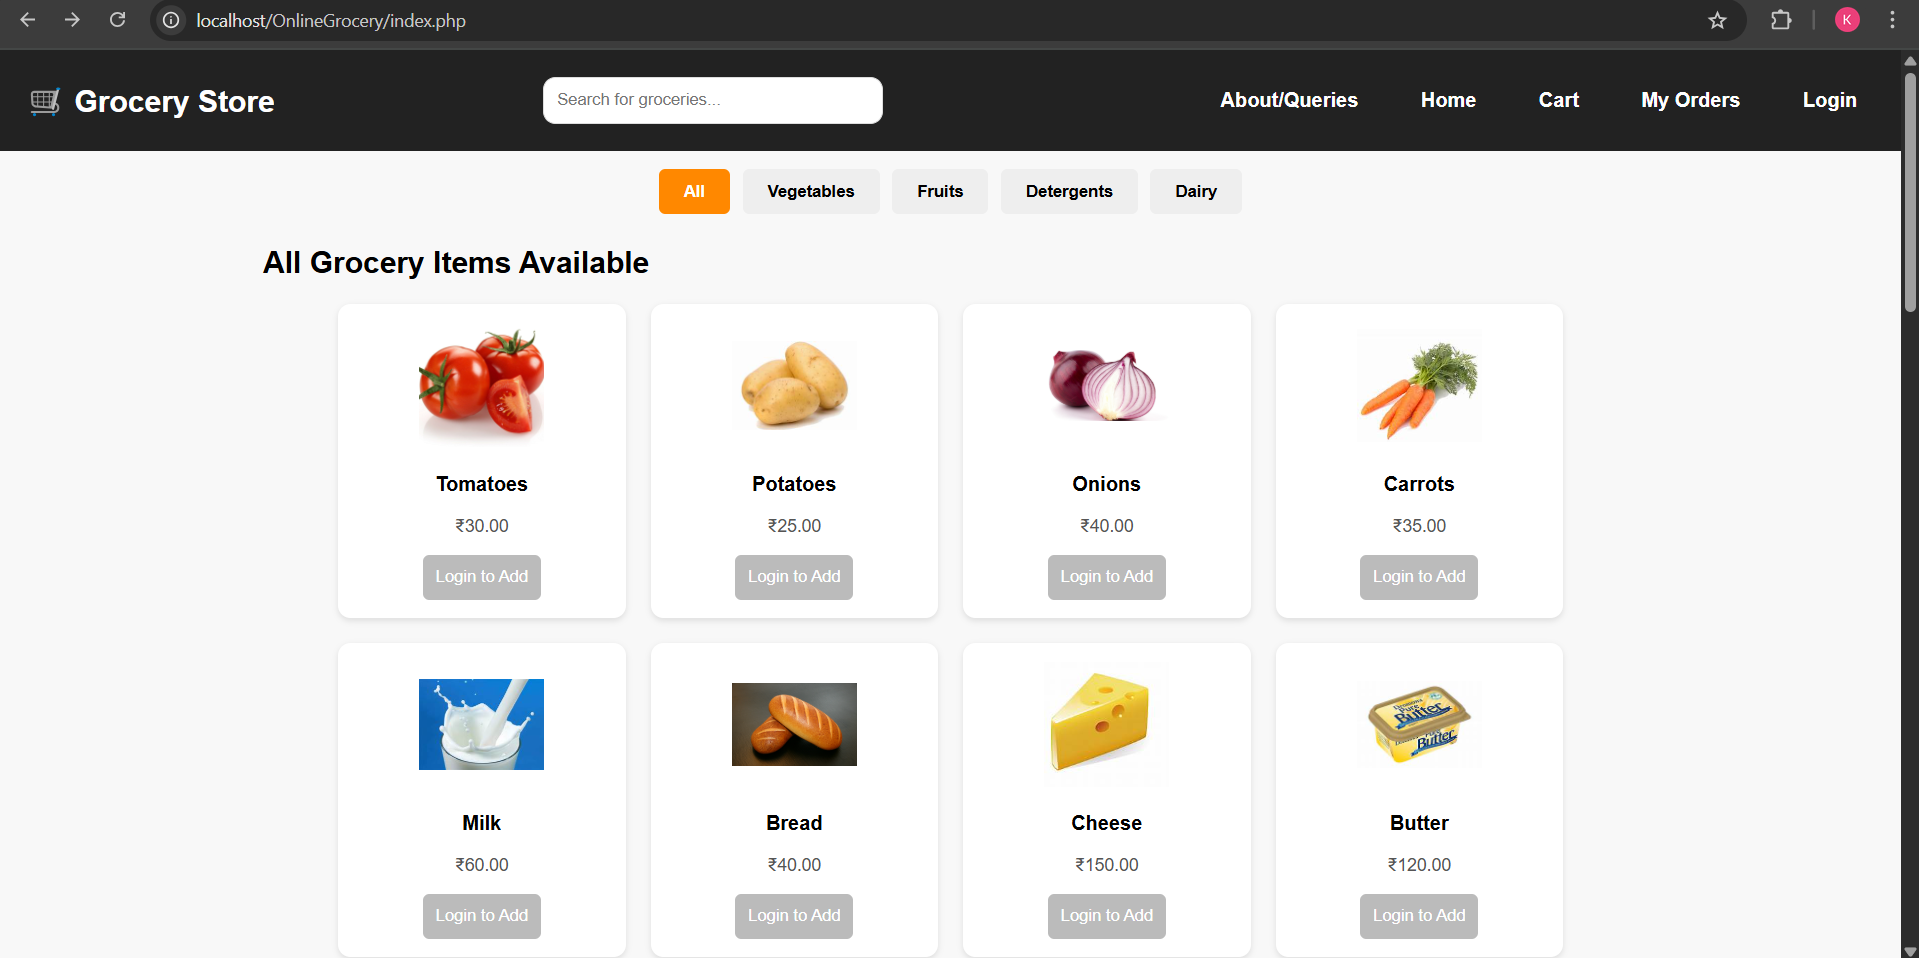 localhost/OnlineGrocery/index.php
K
Grocery Store
Search for groceries...
About/Queries
Home
Cart
My Orders
Login
All
Vegetables
Fruits
Detergents
Dairy
All Grocery Items Available
Tomatoes
Potatoes
Onions
Carrots
₹30.00
₹25.00
₹40.00
₹35.00
Login to Add
Login to Add
Login to Add
Login to Add
Pure
Butter
Butter
Milk
Bread
Cheese
Butter
₹60.00
₹40.00
₹150.00
₹120.00
Login to Add
Login to Add
Login to Add
Login to Add